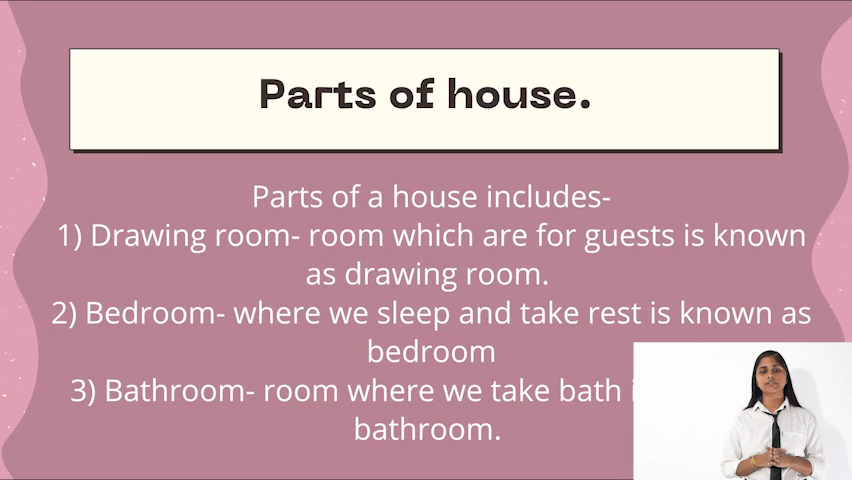 Parts of house.
Parts of a house includes-
1) Drawing room- room which are for guests is known
as drawing room.
2) Bedroom- where we sleep and take rest is known as
bedroom
3) Bathroom- room where we take bath
bathroom.